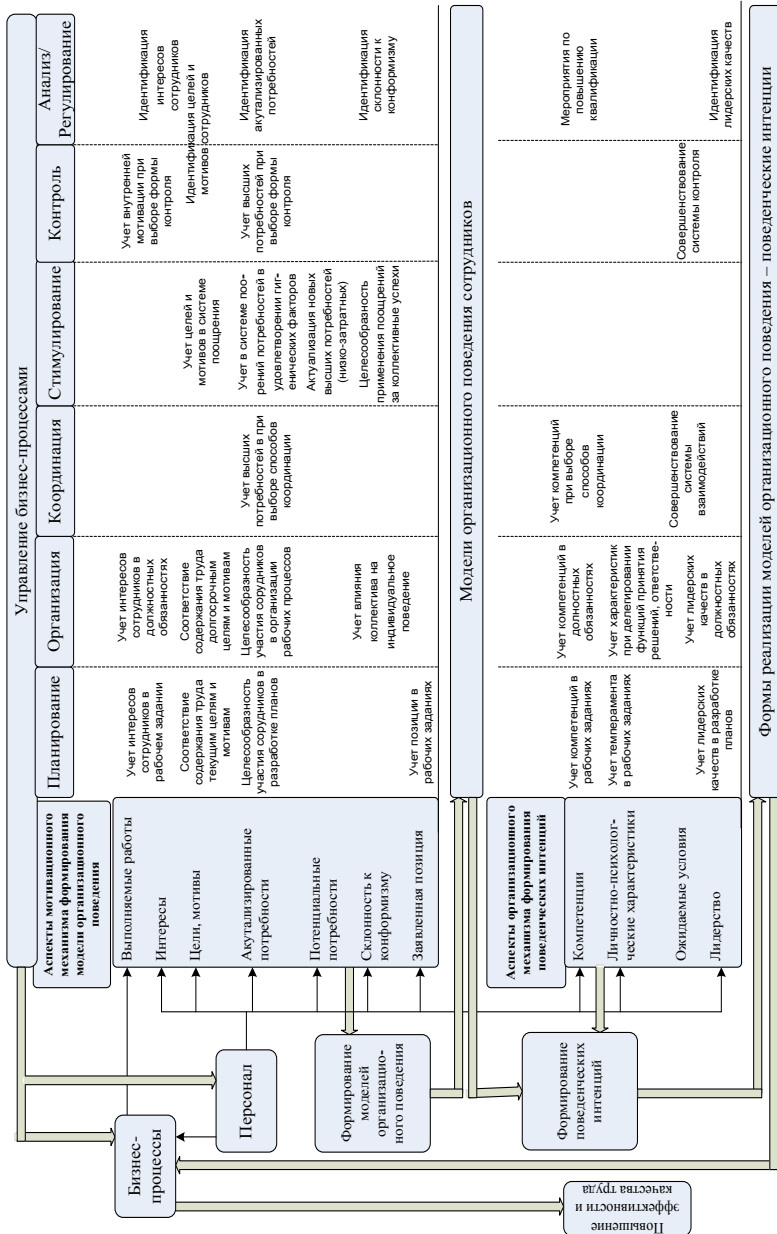 Управление бизнес-процессами
Аспекты мотивационного
механизма формирования
модели организационного
поведения
Планирование
Организация
Координация
Стимулирование
Контроль
Анализ/
Регулирование
Выполняемые работы
Интересы
Цели, мотивы
Акутализированные
потребности
Потенциальные
потребности
Склонность к
конформизму
Заявленная позиция
Учет интересов
сотрудников в
рабочем задании
Соответствие
содержания труда
текущим целям и
мотивам
Целесообразность
участия сорудников в
разработке планов
Учет позиции в
рабочих заданиях
Учет интересов
сотрудников в
должностных
обязанностях
Соответствие
содержания труда
долгосрочным
целям и мотивам
Целесообразность
участия сорудников
в организации
рабочих процессов
Учет влияния
коллектива на
индивидуальное
поведение
Учет высших
потребностей в при
выборе способов
координации
Учет целей и
мотивов в системе
поощрения
Учет в системе поо-
рений потребностей в
удовлетворении гиг-
енических факторов
Актуализация новых
высших потребностей
(низко-затратных)
Целесообразность
применения поощрений
за коллективные успехи
Учет внутренней
мотивации при
выборе формы
контроля
Учет высших
потребностей при
выборе формы
контроля
Идентификация
интересов
сотрудников
Идентификация целей и
мотивов сотрудников
Идентификация
акутализированных
потребностей
Идентификация
склонности к
конформизму
Бизнес-
процессы
Персонал
Формирование
моделей
организацио-
ного поведения
Модели организационного поведения сотрудников
Аспекты организационного
механизма формирования
поведенческих интенций
Компетенции
Личностно-психолог-
ческие характеристики
Ожидаемые условия
Лидерство
Учет компетенций в
рабочих заданиях
Учет темперамента
в рабочих заданиях
Учет лидерских
качеств в разработке
планов
Учет компетенций в
должностных
обязанностях
Учет характеристик
при делегировании
функций принятия
решений, ответстве-
ности
Учет лидерских
качеств в
должностных
обязанностях
Учет компетенций
при выборе
способов
координации
Совершенствование
системы
взаимодействий
Совершенствование
системы контроля
Мероприятия по
повышению
квалификации
Идентификация
лидерских качеств
Формирование
поведенческих
интенций
Формы реализации моделей организационного поведения – поведенческие интенции
Повышение
эффективности и
качества труда